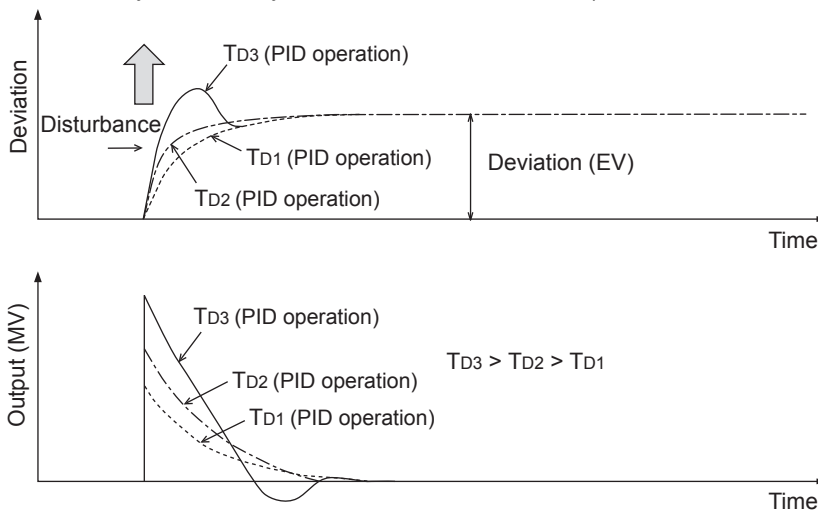 Deviation
TD3 (PID operation)
Disturbance
TD1 (PID operation)
Deviation (EV)
TD2 (PID operation)
Time
Output (MV)
TD3 (PID operation)
TD3 > TD2 > TD1
TD2 (PID operation)
TD1 (PID operation)
Time